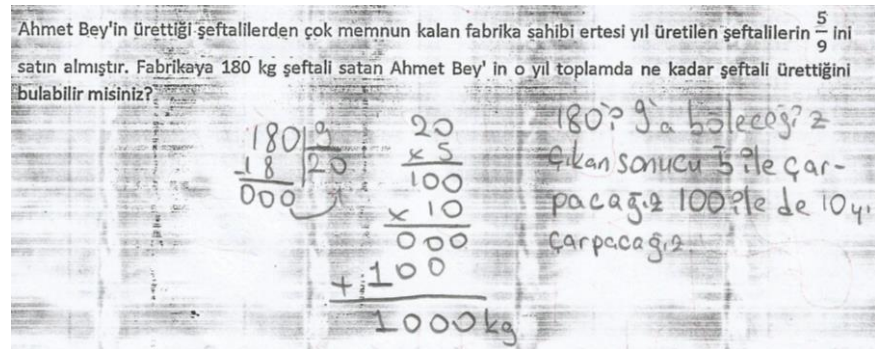 Ahmet Bey'in ürettiği şeftalilerden çok memnun kalan fabrika sahibi ertesi yıl üretilen şeftalilerin 5/9 ini
satın almıştır. Fabrikaya 180 kg şeftali satan Ahmet Bey' in o yıl toplamda ne kadar şeftali ürettiğini
bulabilir misiniz?
180 9
-18 20
000
20
x 5
100
x 10
000
+100
1000kg
180? 9'a böleceğiz
Çıkan sonucu 5 ile çar-
pacağız 100 ile de 10 yı
çarpacağız.